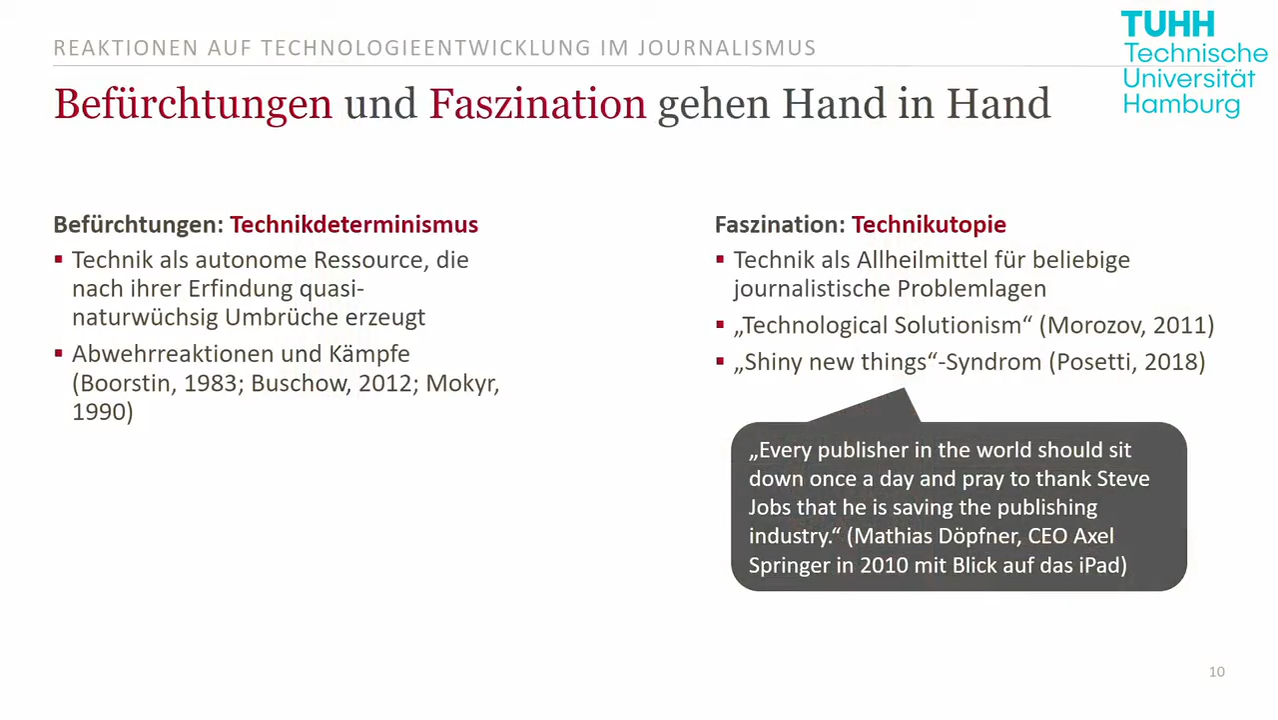 REAKTIONEN AUF TECHNOLOGIEENTWICKLUNG IM JOURNALISMUS
TUHH
Technische
Universität
Hamburg
Befürchtungen und Faszination gehen Hand in Hand
Befürchtungen: Technikdeterminismus
▪ Technik als autonome Ressource, die
nach ihrer Erfindung quasi-
naturwüchsig Umbrüche erzeugt
▪ Abwehrreaktionen und Kämpfe
(Boorstin, 1983; Buschow, 2012; Mokyr,
1990)
Faszination: Technikutopie
▪ Technik als Allheilmittel für beliebige
journalistische Problemlagen
▪ „Technological Solutionism“ (Morozov, 2011)
▪ „Shiny new things“-Syndrom (Posetti, 2018)
„Every publisher in the world should sit
down once a day and pray to thank Steve
Jobs that he is saving the publishing
industry.“ (Mathias Döpfner, CEO Axel
Springer in 2010 mit Blick auf das iPad)
10